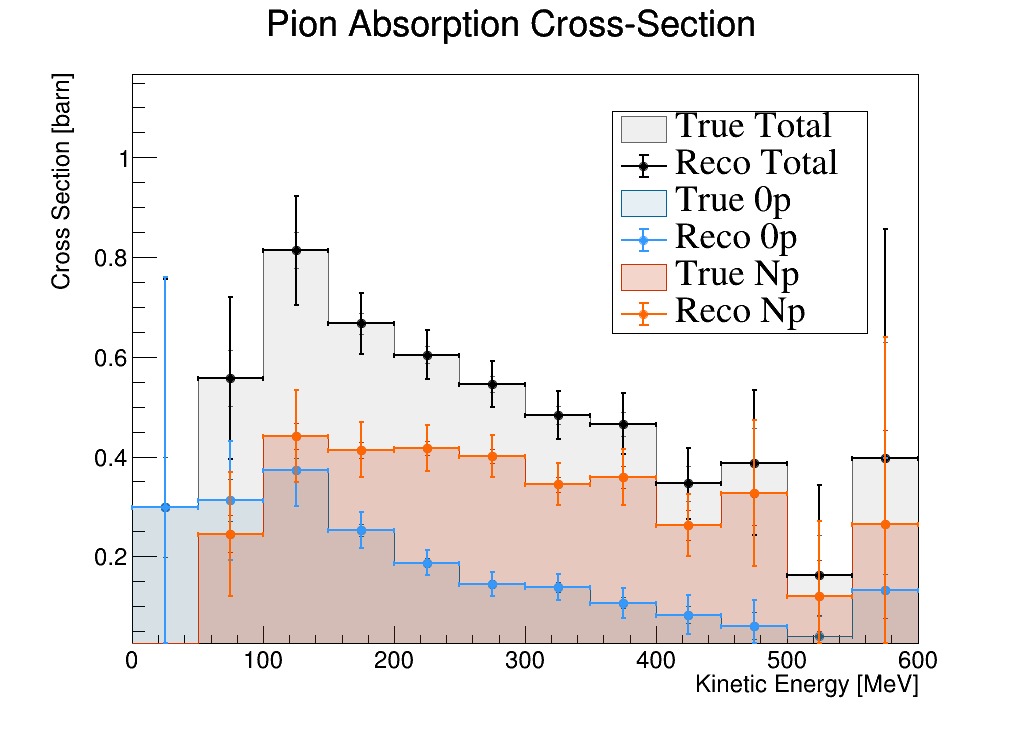 Pion Absorption Cross-Section
Cross Section [barn]
1
0.8
0.6
0.4
0.2
True Total
Reco Total
True 0p
Reco 0p
True Np
Reco Np
0 100 200 300 400 500 600
Kinetic Energy [MeV]